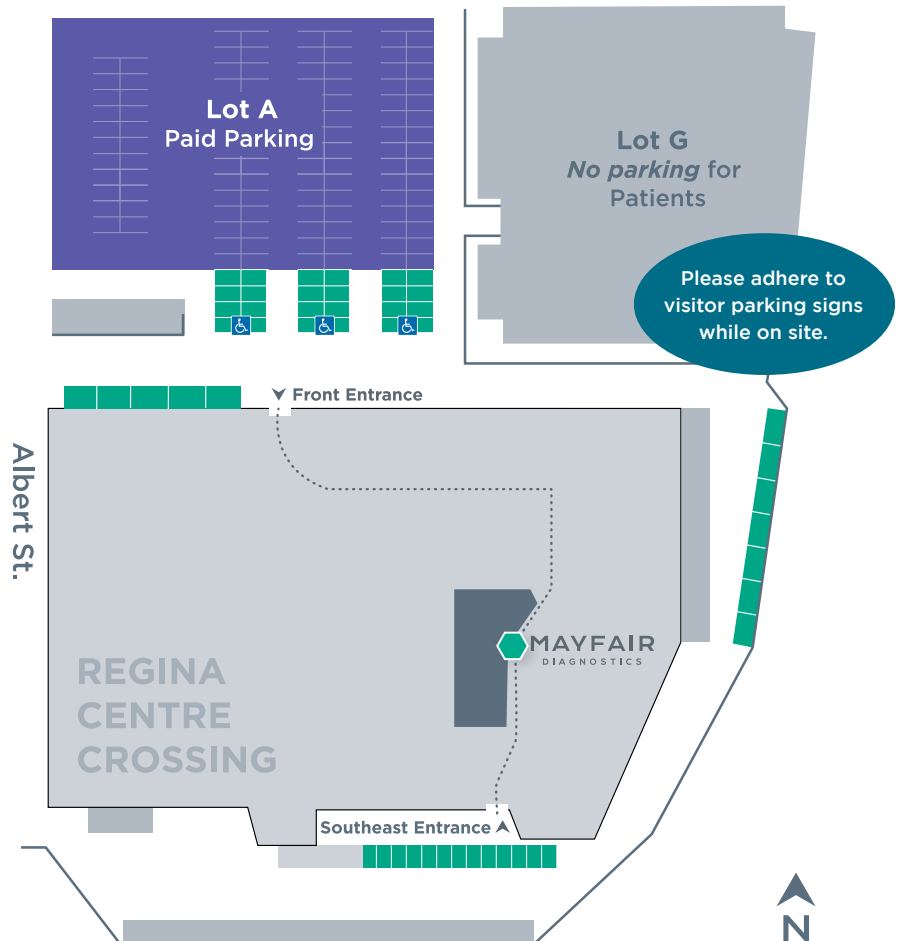 Lot A
Paid Parking
Lot G
No parking for
Patients
Please adhere to
visitor parking signs
while on site.
Front Entrance
Albert St.
MAYFAIR
DIAGNOSTICS
REGINA
CENTRE
CROSSING
Southeast Entrance
N